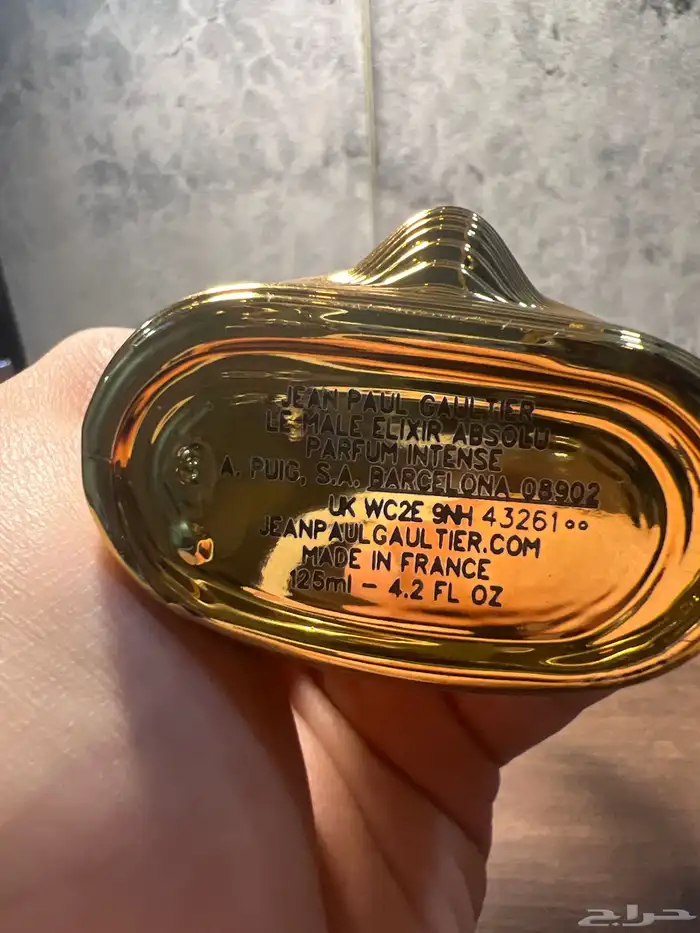 JEAN PAUL GAULTIER
LE MALE ELIXIR ABSOLU
PARFUM INTENSE
A. PUIG, S.A. BARCELONA 08902
UK WC2E 9NH 43261oo
JEANPAULGAULTIER.COM
MADE IN FRANCE
125ml – 4.2 FL OZ
حراج